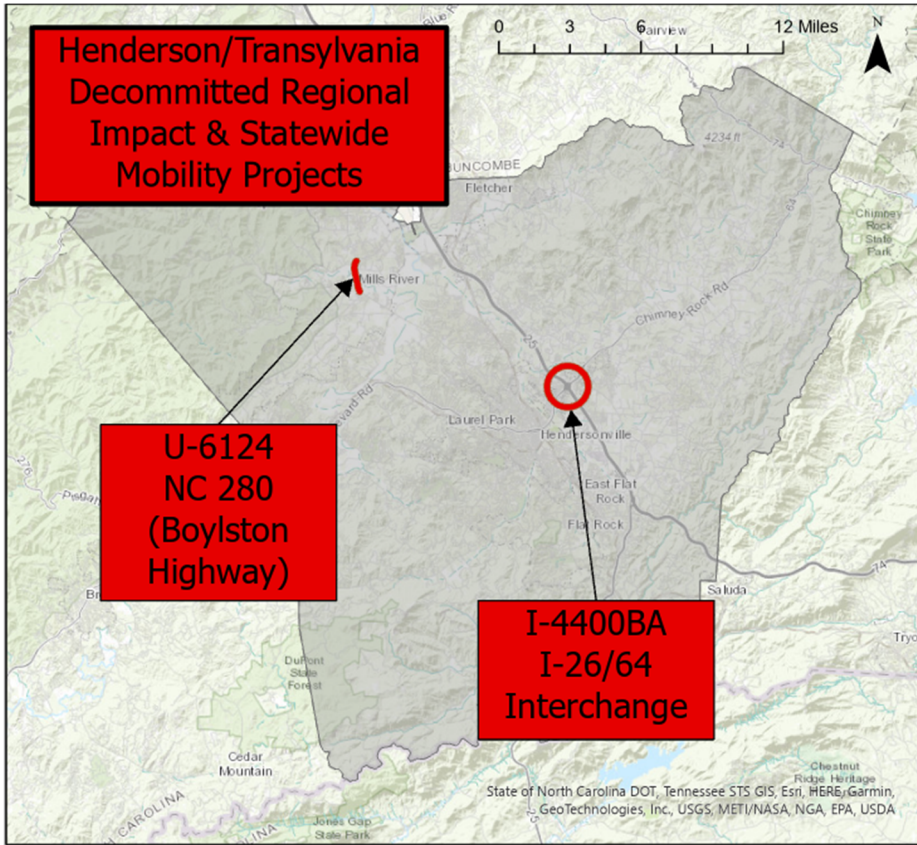 Henderson/Transylvania
Decommitted Regional
Impact & Statewide
Mobility Projects
0 3 6 12 Miles
N
Fairview
4234 ft
74
BUNCOMBE
Fletcher
64
Chimney
Rock
State
Park
Mills River
Chimney Rock Rd
25
Laurel Park
Hendersonville
U-6124
NC 280
(Boylston
Highway)
276
East Flat
Rock
Flat Rock
74
Saluda
I-4400BA
I-26/64
Interchange
DuPont
State
Forest
Cedar
Mountain
Chestnut
Ridge Heritage
State of North Carolina DOT, Tennessee STS GIS, Esri, HERE, Garmin,
GeoTechnologies, Inc., USGS, METI/NASA, NGA, EPA, USDA
Jones Gap
State Park